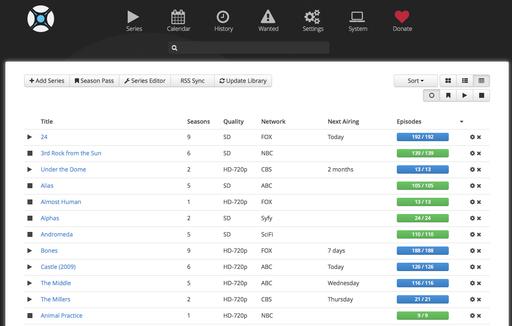 Series Calendar History Wanted Settings System Donate
Add Series Season Pass Series Editor RSS Sync Update Library Sort
Title Seasons Quality Network Next Airing Episodes
24 9 SD FOX Today 192 / 192
3rd Rock from the Sun 6 SD NBC 139 / 139
Under the Dome 2 HD-720p CBS 2 months 13 / 13
Alias 5 SD ABC 105 / 105
Almost Human 1 HD-720p FOX 13 / 13
Alphas 2 SD Syfy 24 / 24
Andromeda 5 SD SciFi 110 / 110
Bones 9 HD-720p FOX 7 days 188 / 188
Castle (2009) 6 HD-720p ABC Today 126 / 126
The Middle 5 HD-720p ABC Wednesday 116 / 116
The Millers 2 HD-720p CBS Thursday 21 / 21
Animal Practice 1 HD-720p NBC 9 / 9